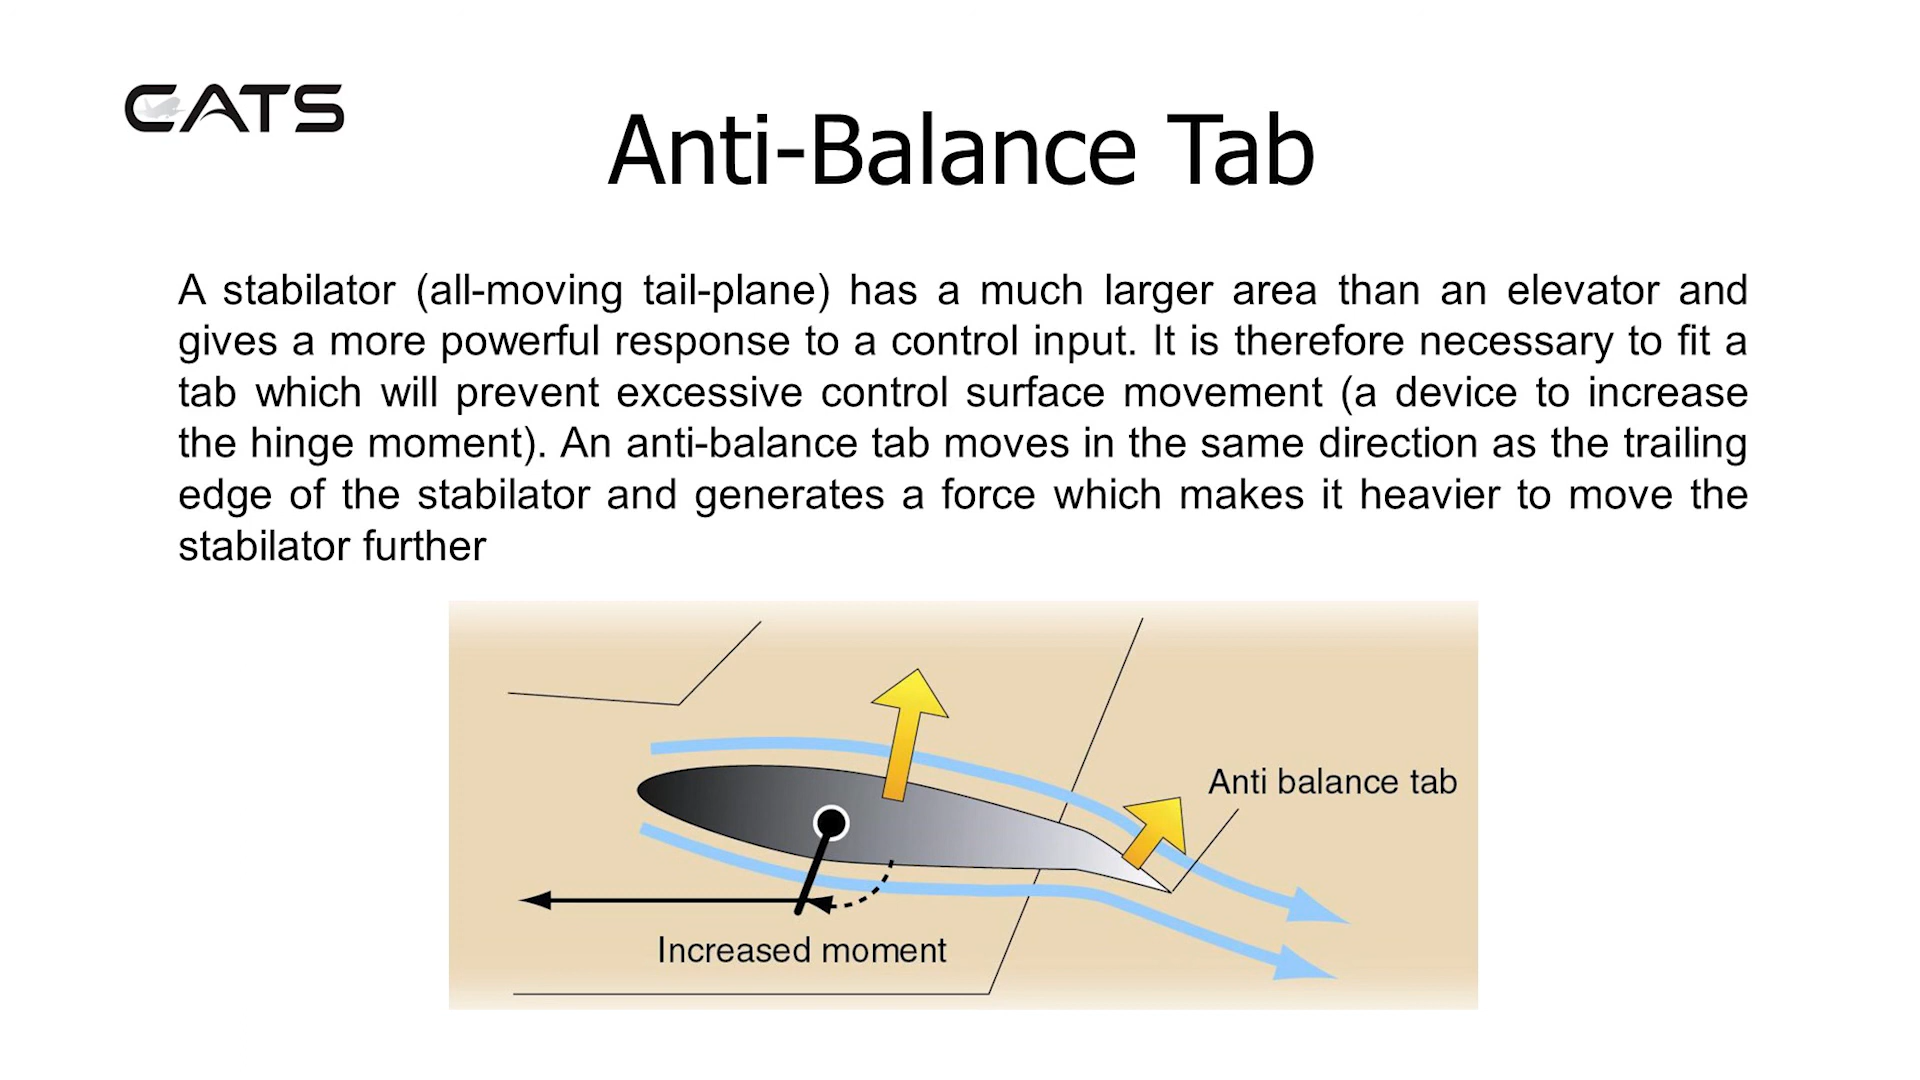 CATS
Anti-Balance Tab
A stabilator (all-moving tail-plane) has a much larger area than an elevator and
gives a more powerful response to a control input. It is therefore necessary to fit a
tab which will prevent excessive control surface movement (a device to increase
the hinge moment). An anti-balance tab moves in the same direction as the trailing
edge of the stabilator and generates a force which makes it heavier to move the
stabilator further
Anti balance tab
Increased moment